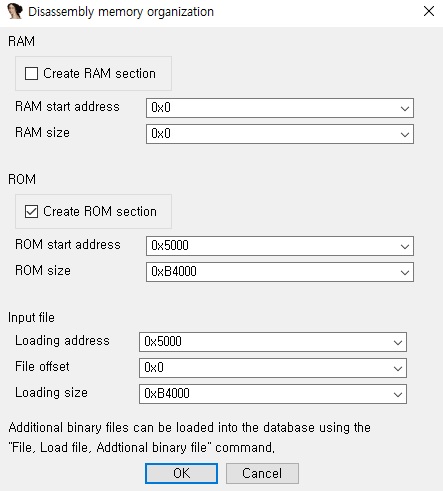 Disassembly memory organization
RAM
Create RAM section
RAM start address 0x0
RAM size 0x0
ROM
Create ROM section
ROM start address 0x5000
ROM size 0xB4000
Input file
Loading address 0x5000
File offset 0x0
Loading size 0xB4000
Additional binary files can be loaded into the database using the
"File, Load file, Addtional binary file" command,
OK Cancel